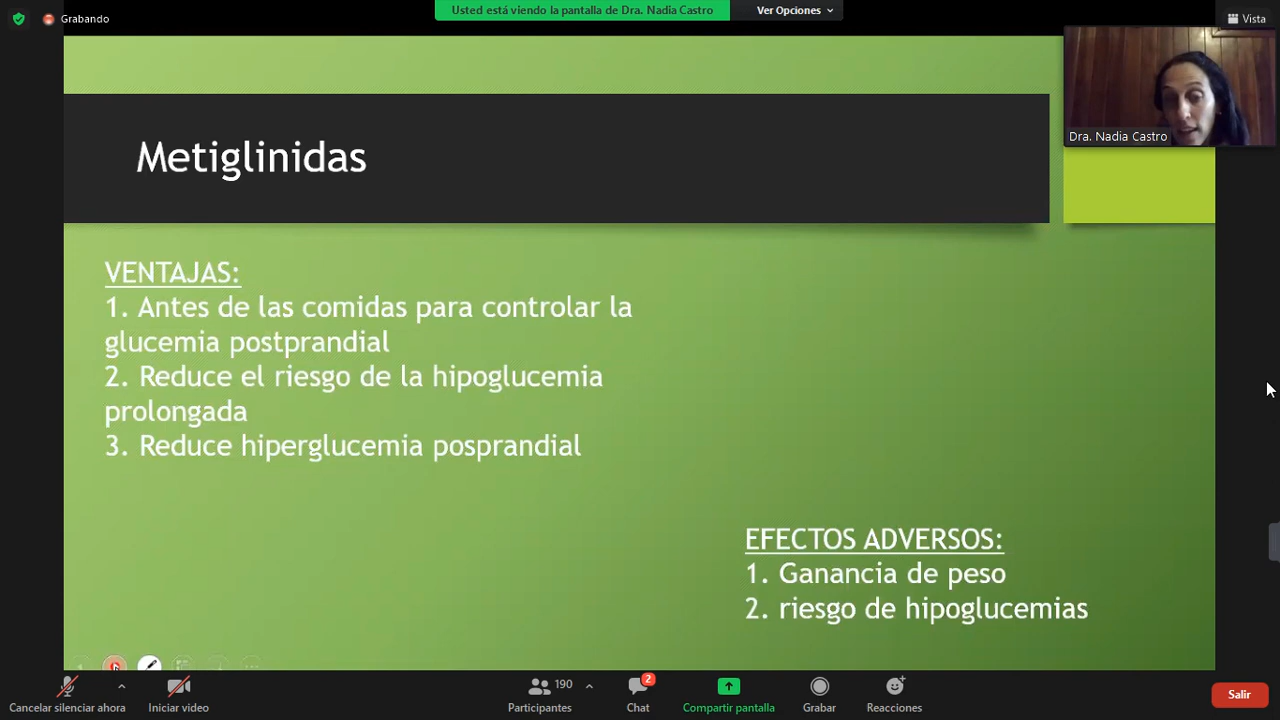 Grabando
Usted está viendo la pantalla de Dra. Nadia Castro
Ver Opciones
Vista
Dra. Nadia Castro
Metiglinidas
VENTAJAS:
1. Antes de las comidas para controlar la
glucemia postprandial
2. Reduce el riesgo de la hipoglucemia
prolongada
3. Reduce hiperglucemia posprandial
EFECTOS ADVERSOS:
1. Ganancia de peso
2. riesgo de hipoglucemias
190
2
Cancelar silenciar ahora
Iniciar video
Participantes
Chat
Compartir pantalla
Grabar
Reacciones
Salir